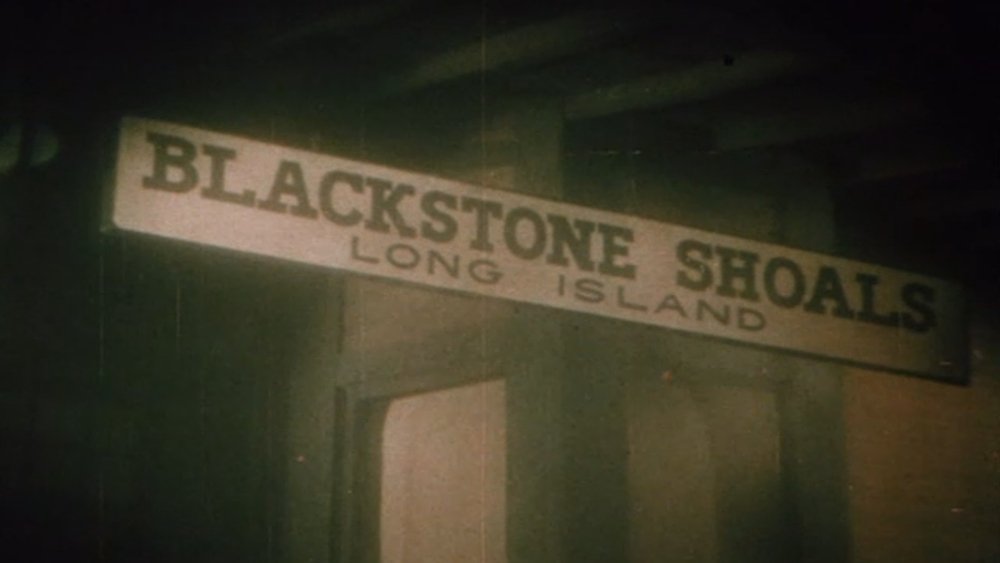 BLACKSTONE SHOALS
LONG ISLAND